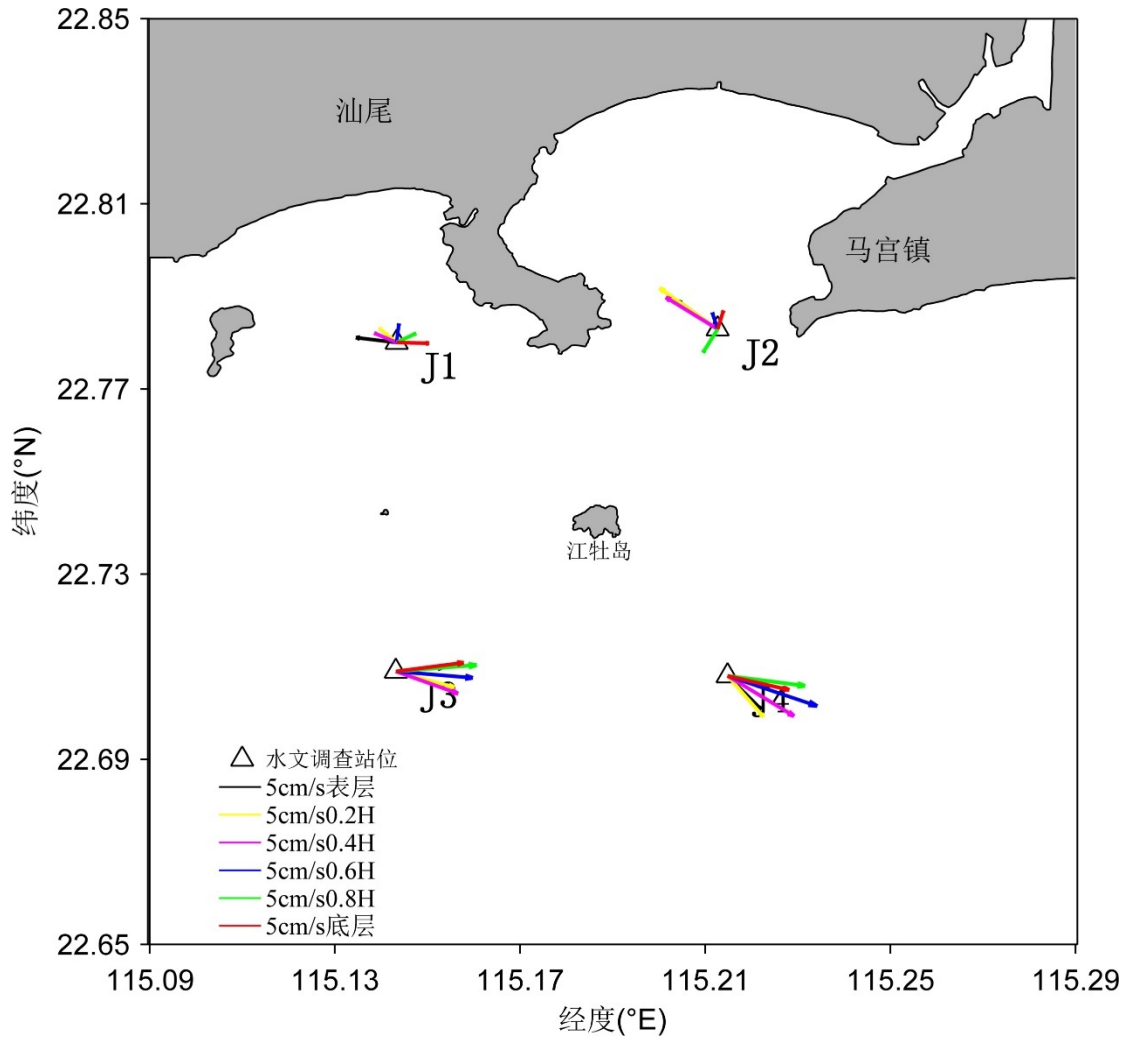 22.85
汕尾
22.81
马宫镇
J1
J2
22.77
纬度(°N)
江牡岛
22.73
J3
J4
22.69
水文调查站位
5cm/s表层
5cm/s0.2H
5cm/s0.4H
5cm/s0.6H
5cm/s0.8H
5cm/s底层
22.65
115.09
115.13
115.17
115.21
115.25
115.29
经度(°E)